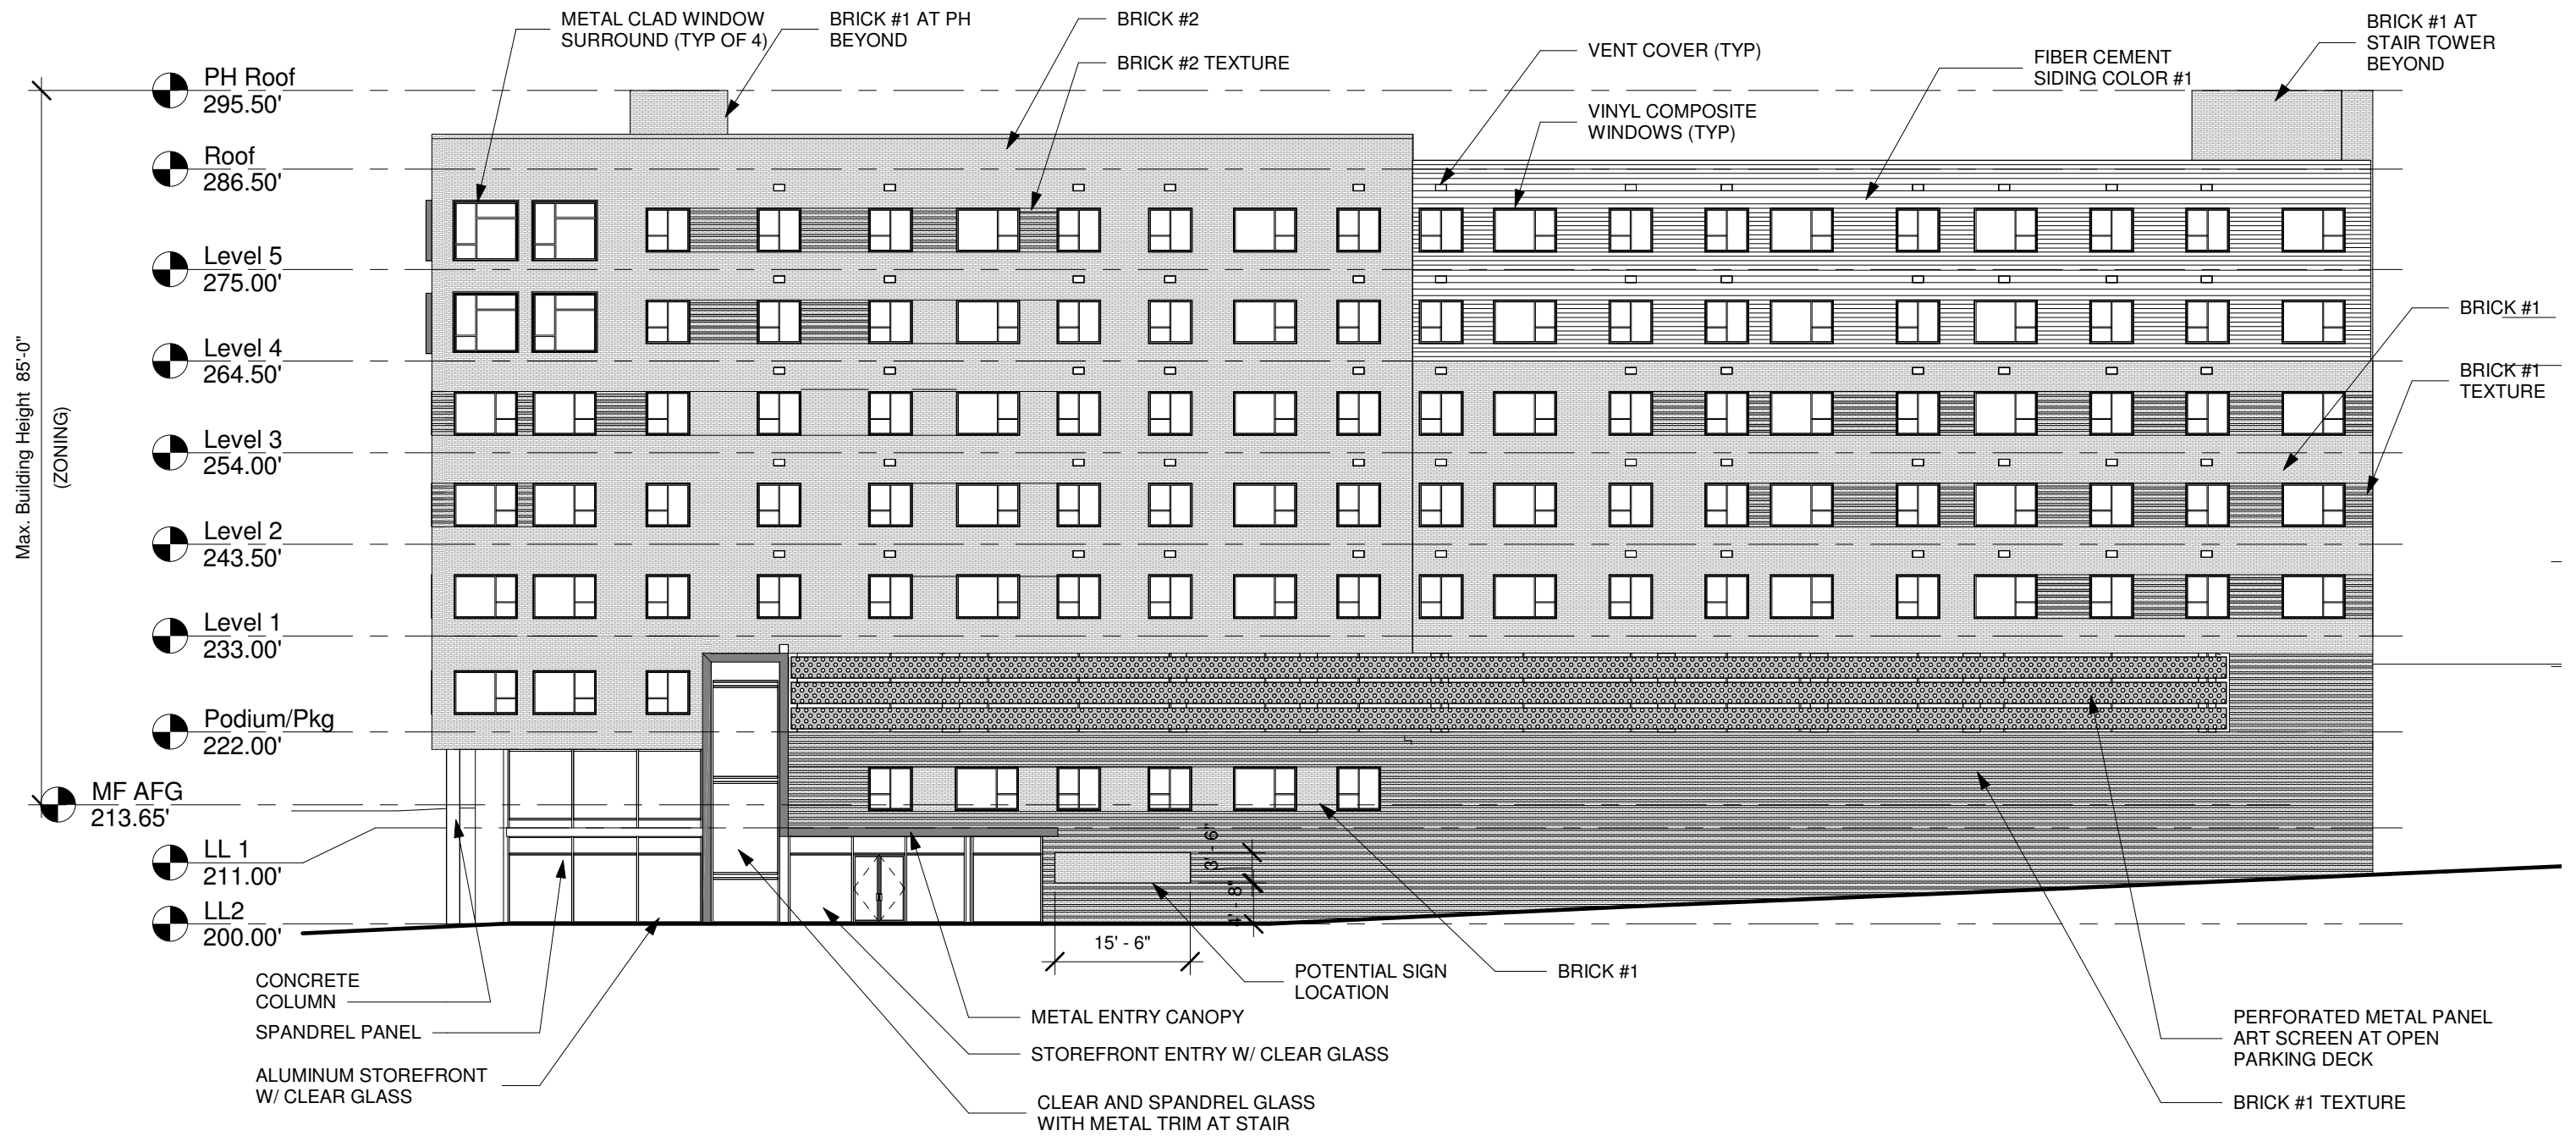 METAL CLAD WINDOW
SURROUND (TYP OF 4)
BRICK #1 AT PH
BEYOND
BRICK #2
BRICK #2 TEXTURE
VENT COVER (TYP)
VINYL COMPOSITE
WINDOWS (TYP)
FIBER CEMENT
SIDING COLOR #1
BRICK #1 AT
STAIR TOWER
BEYOND
PH Roof
295.50'
Roof
286.50'
Level 5
275.00'
Level 4
264.50'
Level 3
254.00'
Level 2
243.50'
Level 1
233.00'
Podium/Pkg
222.00'
MF AFG
213.65'
LL 1
211.00'
LL2
200.00'
Max. Building Height 85'-0"
(ZONING)
BRICK #1
BRICK #1
TEXTURE
3' - 6"
4' - 8"
15' - 6"
CONCRETE
COLUMN
SPANDREL PANEL
ALUMINUM STOREFRONT
W/ CLEAR GLASS
POTENTIAL SIGN
LOCATION
BRICK #1
METAL ENTRY CANOPY
STOREFRONT ENTRY W/ CLEAR GLASS
CLEAR AND SPANDREL GLASS
WITH METAL TRIM AT STAIR
PERFORATED METAL PANEL
ART SCREEN AT OPEN
PARKING DECK
BRICK #1 TEXTURE